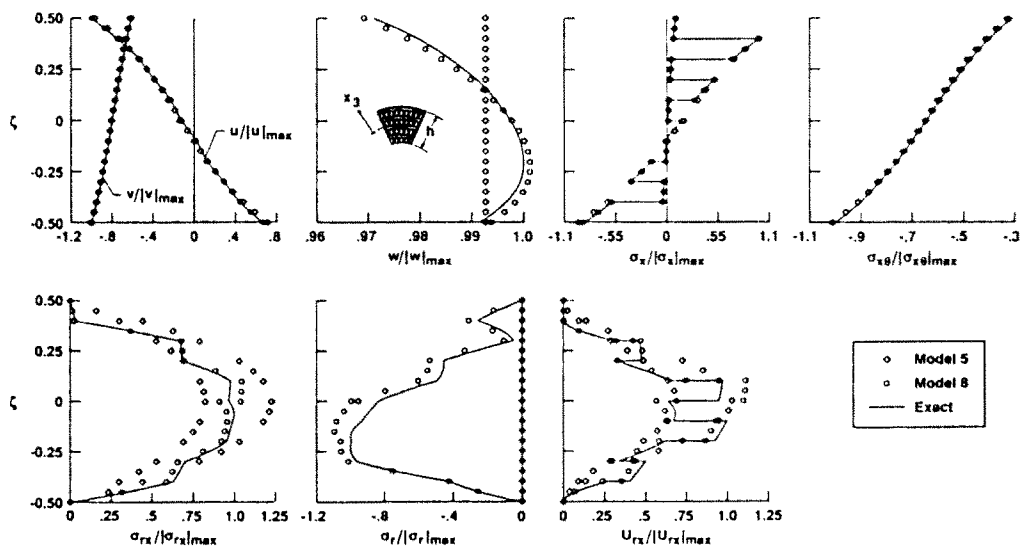 0.50
0.25
ζ 0
-0.25
-0.50
-1.2 -.8 -.4 0 .4 .8
u/|u|max
v/|v|max
.96 .97 .98 .99 1.0
x3
h
w/|w|max
-1.1 -.55 0 .55 1.1
σx/|σx|max
-1.1 -.9 -.7 -.5 -.3
σxθ/|σxθ|max
0.50
0.25
ζ 0
-0.25
-0.50
0 .25 .50 .75 1.00 1.25
σrx/|σrx|max
-1.2 -.8 -.4 0
σr/|σr|max
0 .25 .50 .75 1.00 1.25
Urx/|Urx|max
Model 5
Model 8
Exact